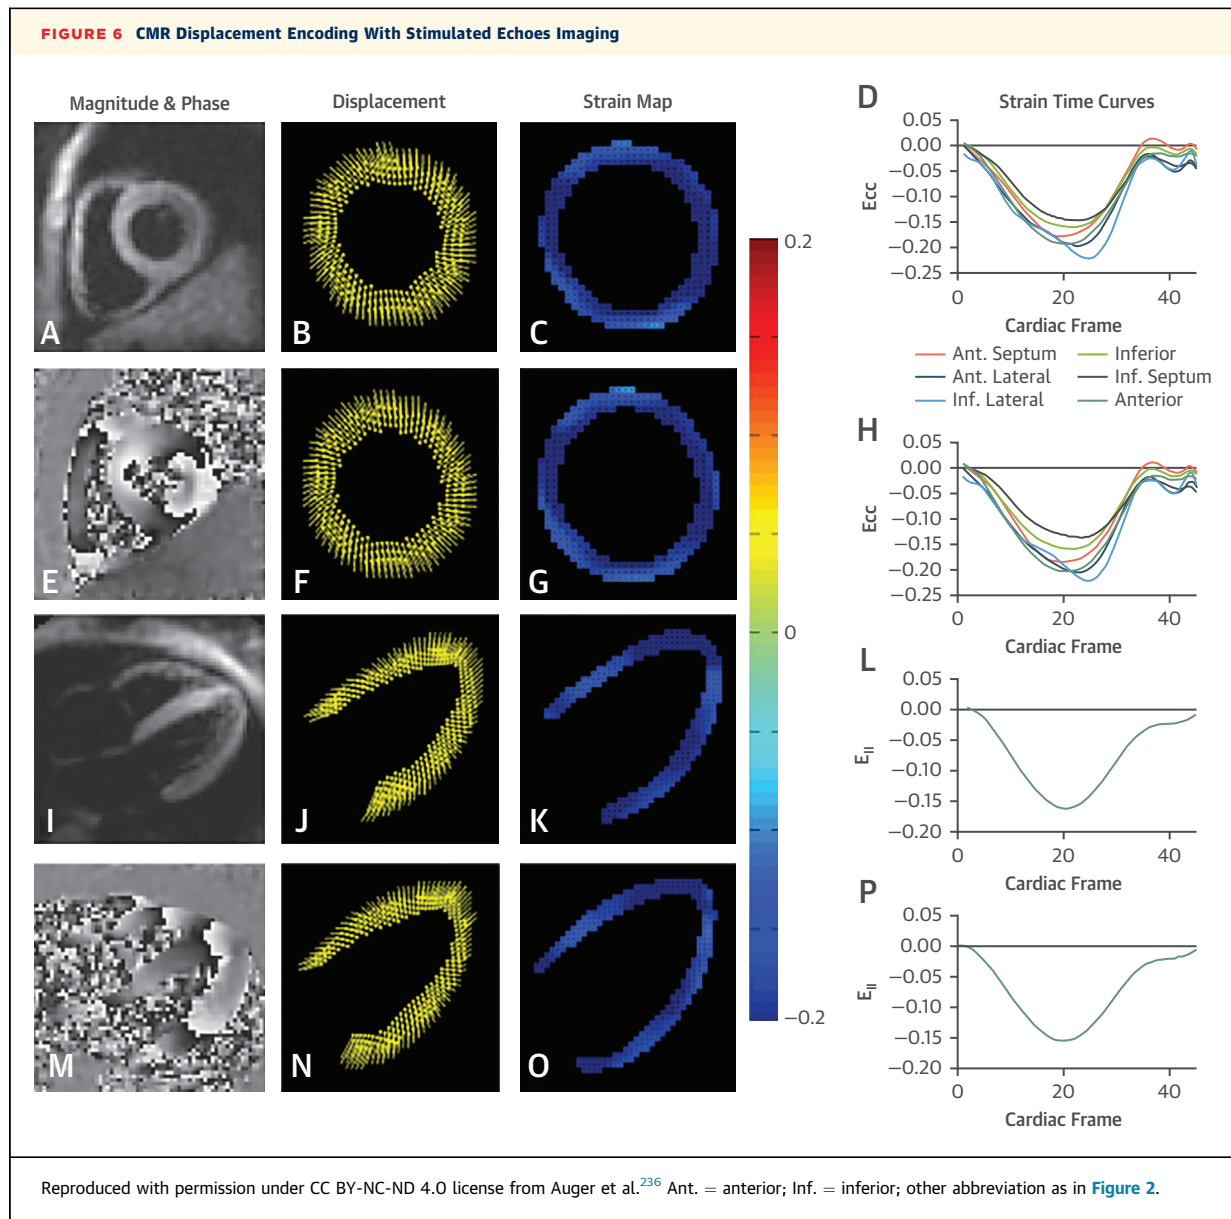 FIGURE 6 CMR Displacement Encoding With Stimulated Echoes Imaging
Magnitude & Phase
Displacement
Strain Map
A
B
C
0.2
0
−0.2
D
Strain Time Curves
0.05
0.00
−0.05
−0.10
−0.15
−0.20
−0.25
Ecc
0 20 40
Cardiac Frame
Ant. Septum
Inferior
Ant. Lateral
Inf. Septum
Inf. Lateral
Anterior
E
F
G
H
0.05
0.00
−0.05
−0.10
−0.15
−0.20
−0.25
Ecc
0 20 40
Cardiac Frame
I
J
K
L
0.05
0.00
−0.05
−0.10
−0.15
−0.20
Ell
0 20 40
Cardiac Frame
M
N
O
P
0.05
0.00
−0.05
−0.10
−0.15
−0.20
Ell
0 20 40
Cardiac Frame
Reproduced with permission under CC BY-NC-ND 4.0 license from Auger et al.236 Ant. = anterior; Inf. = inferior; other abbreviation as in Figure 2.